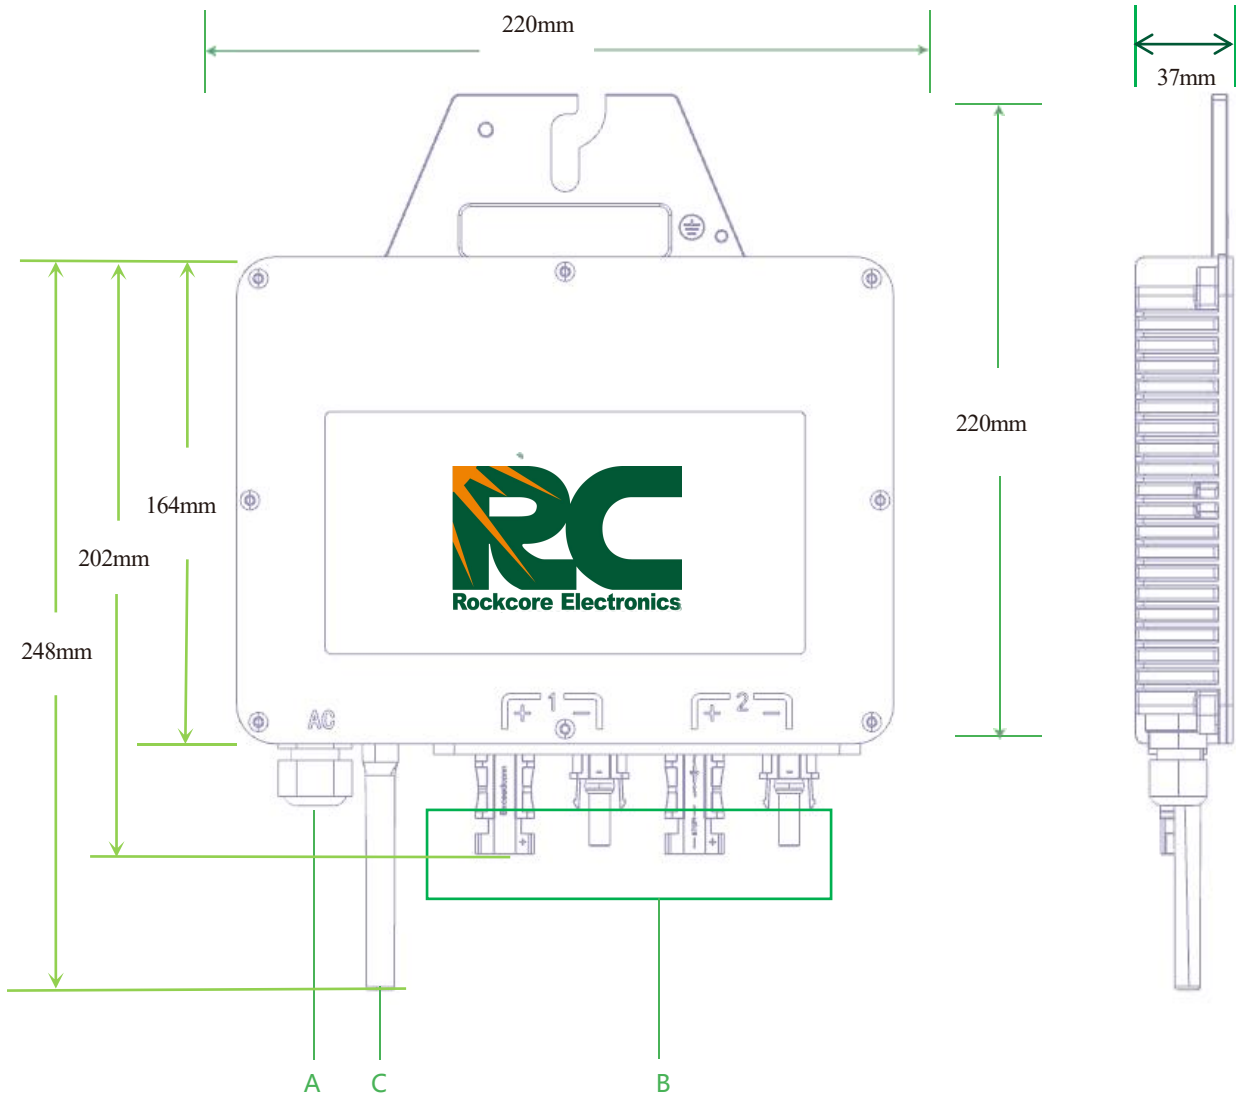 220mm
37mm
220mm
164mm
202mm
248mm
RC
Rockcore Electronics
1
2
+ −
+ −
AC
-
-
+
+
A
C
B